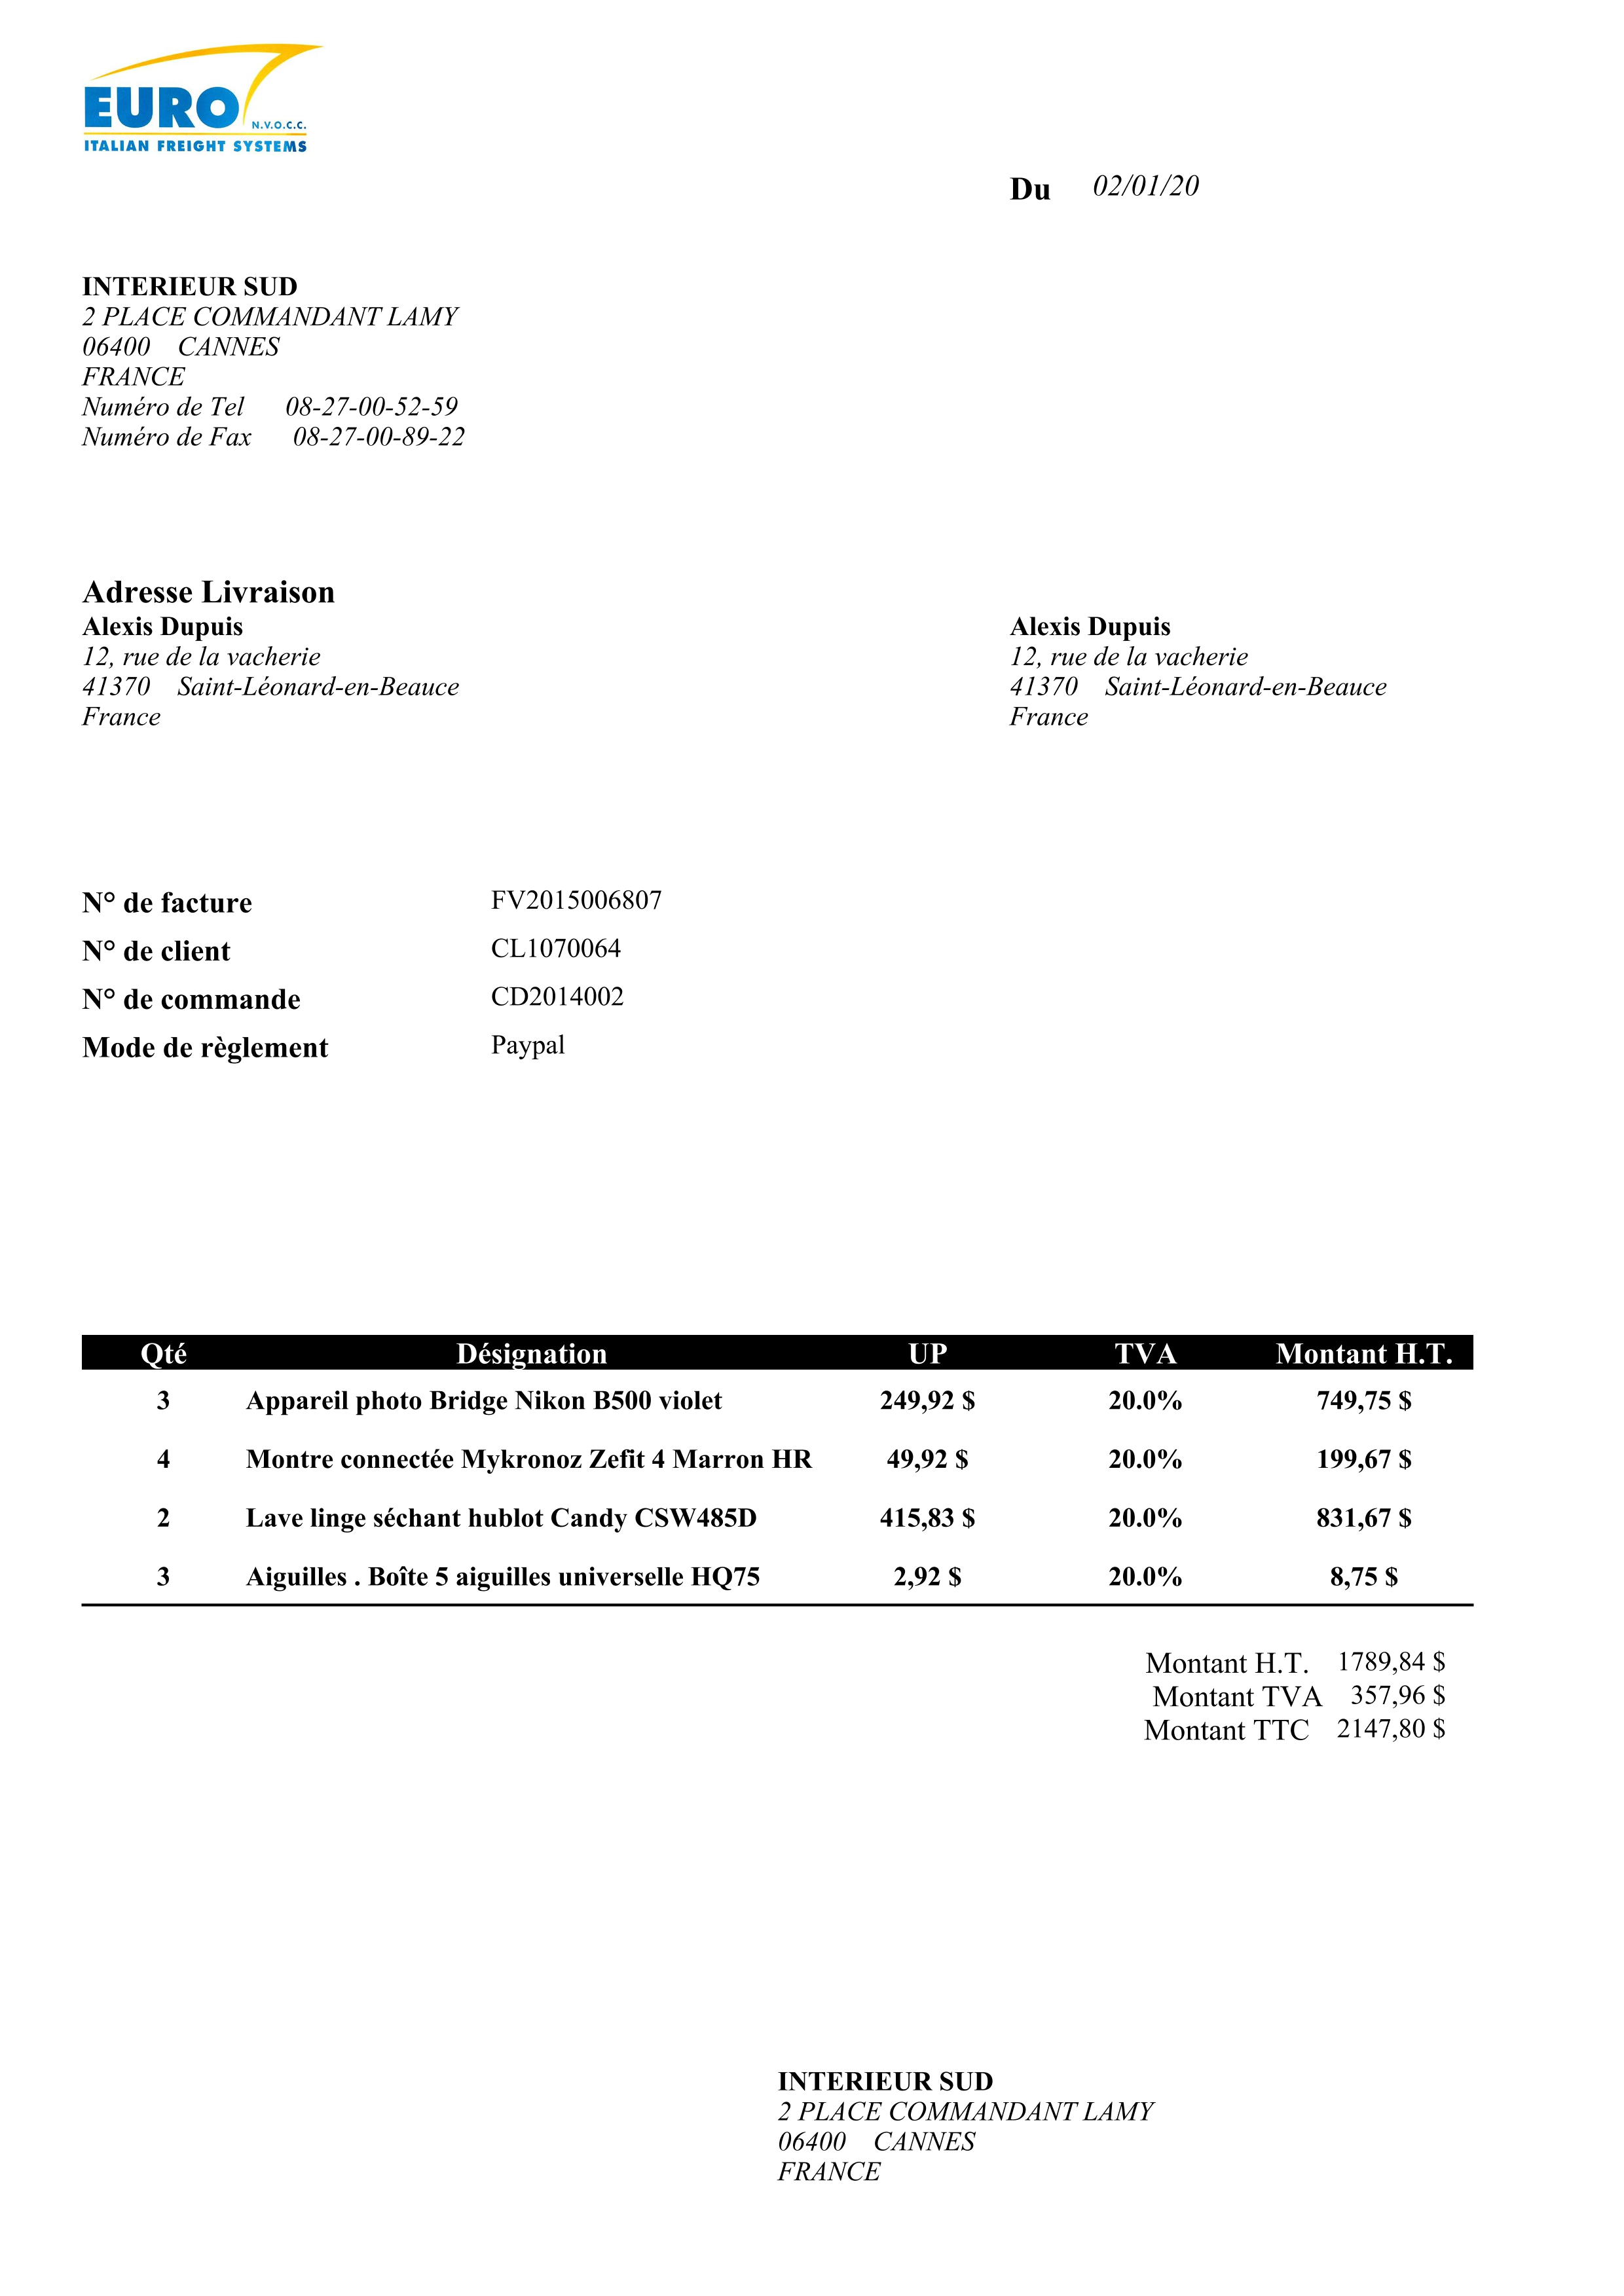 EURO N.V.O.C.C.
ITALIAN FREIGHT SYSTEMS
Du 02/01/20
INTERIEUR SUD
2 PLACE COMMANDANT LAMY
06400 CANNES
FRANCE
Numéro de Tel 08-27-00-52-59
Numéro de Fax 08-27-00-89-22
Adresse Livraison
Alexis Dupuis
12, rue de la vacherie
41370 Saint-Léonard-en-Beauce
France
Alexis Dupuis
12, rue de la vacherie
41370 Saint-Léonard-en-Beauce
France
N° de facture FV2015006807
N° de client CL1070064
N° de commande CD2014002
Mode de règlement Paypal
Qté Désignation UP TVA Montant H.T.
3 Appareil photo Bridge Nikon B500 violet 249,92 $ 20.0% 749,75 $
4 Montre connectée Mykronoz Zefit 4 Marron HR 49,92 $ 20.0% 199,67 $
2 Lave linge séchant hublot Candy CSW485D 415,83 $ 20.0% 831,67 $
3 Aiguilles . Boîte 5 aiguilles universelle HQ75 2,92 $ 20.0% 8,75 $
Montant H.T. 1789,84 $
Montant TVA 357,96 $
Montant TTC 2147,80 $
INTERIEUR SUD
2 PLACE COMMANDANT LAMY
06400 CANNES
FRANCE